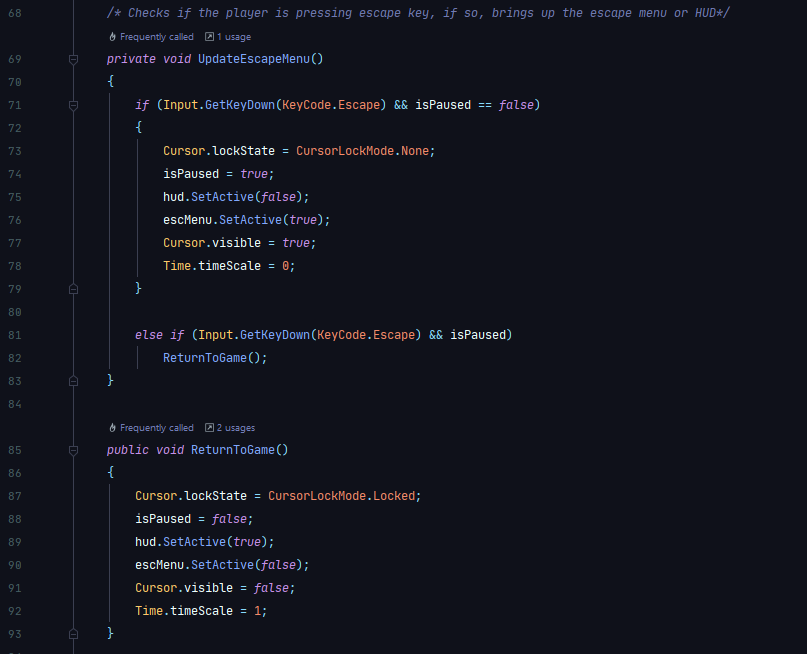 68 /* Checks if the player is pressing escape key, if so, brings up the escape menu or HUD*/
Frequently called 1 usage
69 private void UpdateEscapeMenu()
70 {
71 if (Input.GetKeyDown(KeyCode.Escape) && isPaused == false)
72 {
73 Cursor.lockState = CursorLockMode.None;
74 isPaused = true;
75 hud.SetActive(false);
76 escMenu.SetActive(true);
77 Cursor.visible = true;
78 Time.timeScale = 0;
79 }
80
81 else if (Input.GetKeyDown(KeyCode.Escape) && isPaused)
82 ReturnToGame();
83 }
84
Frequently called 2 usages
85 public void ReturnToGame()
86 {
87 Cursor.lockState = CursorLockMode.Locked;
88 isPaused = false;
89 hud.SetActive(true);
90 escMenu.SetActive(false);
91 Cursor.visible = false;
92 Time.timeScale = 1;
93 }